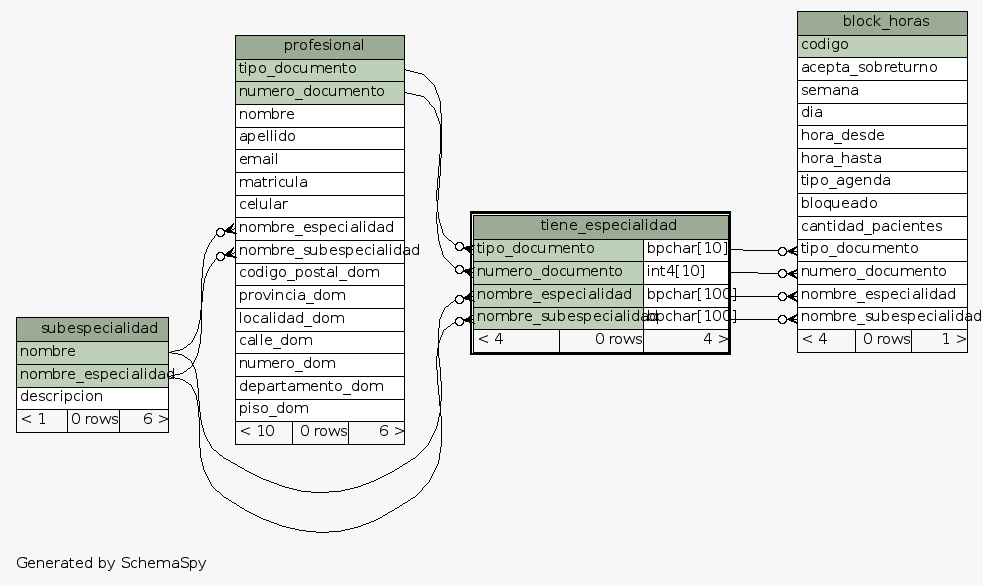 block_horas
codigo
acepta_sobreturno
semana
dia
hora_desde
hora_hasta
tipo_agenda
bloqueado
cantidad_pacientes
tipo_documento
numero_documento
nombre_especialidad
nombre_subespecialidad
< 4 0 rows 1 >
profesional
tipo_documento
numero_documento
nombre
apellido
email
matricula
celular
nombre_especialidad
nombre_subespecialidad
codigo_postal_dom
provincia_dom
localidad_dom
calle_dom
numero_dom
departamento_dom
piso_dom
< 10 0 rows 6 >
tiene_especialidad
tipo_documento bpchar[10]
numero_documento int4[10]
nombre_especialidad bpchar[100]
nombre_subespecialidad bpchar[100]
< 4 0 rows 4 >
subespecialidad
nombre
nombre_especialidad
descripcion
< 1 0 rows 6 >
Generated by SchemaSpy